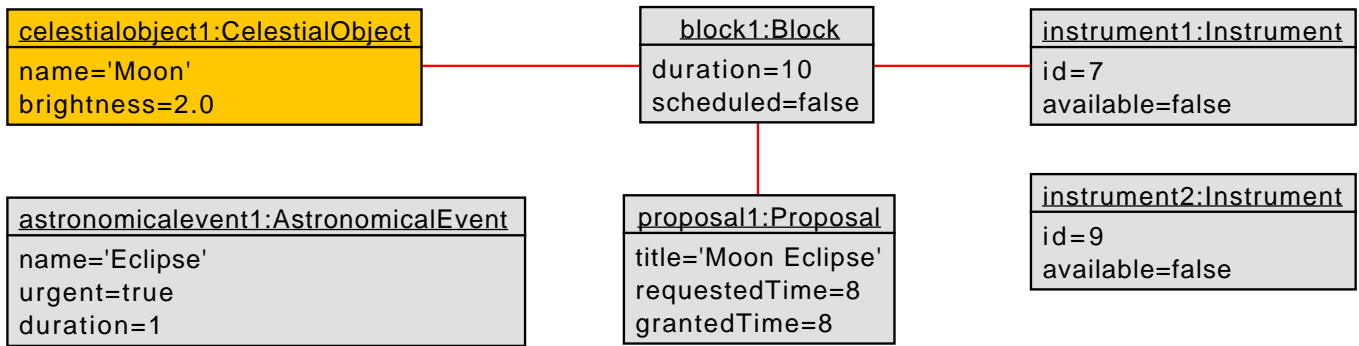 celestialobject1:CelestialObject
name='Moon'
brightness=2.0
block1:Block
duration=10
scheduled=false
instrument1:Instrument
id=7
available=false
astronomicalevent1:AstronomicalEvent
name='Eclipse'
urgent=true
duration=1
proposal1:Proposal
title='Moon Eclipse'
requestedTime=8
grantedTime=8
instrument2:Instrument
id=9
available=false